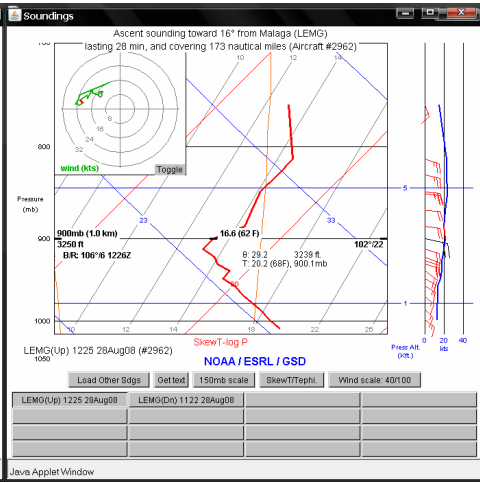 Soundings
Ascent sounding toward 16° from Malaga (LEMG)
lasting 28 min, and covering 173 nautical miles (Aircraft #2962)
700
10 12 14
8
16
24
32
wind (kts)
Toggle
800
Pressure
(mb)
5
23
33
900mb (1.0 km)
3250 ft
B/R: 106°/6 1226Z
16.6 (62 F)
102°/22
900
θ: 29.2 3239 ft.
T: 20.2 (68F), 900.1mb
20
1
1000
10 12 14 18 22 26
SkewT-log P
Press Alt.
(Kft.)
0 20 40
kts
LEMG(Up) 1225 28Aug08 (#2962)
1050
NOAA / ESRL / GSD
Load Other Sdgs
Get text
150mb scale
SkewT/Tephi.
Wind scale: 40/100
LEMG(Up) 1225 28Aug08
LEMG(Dn) 1122 28Aug08
Java Applet Window